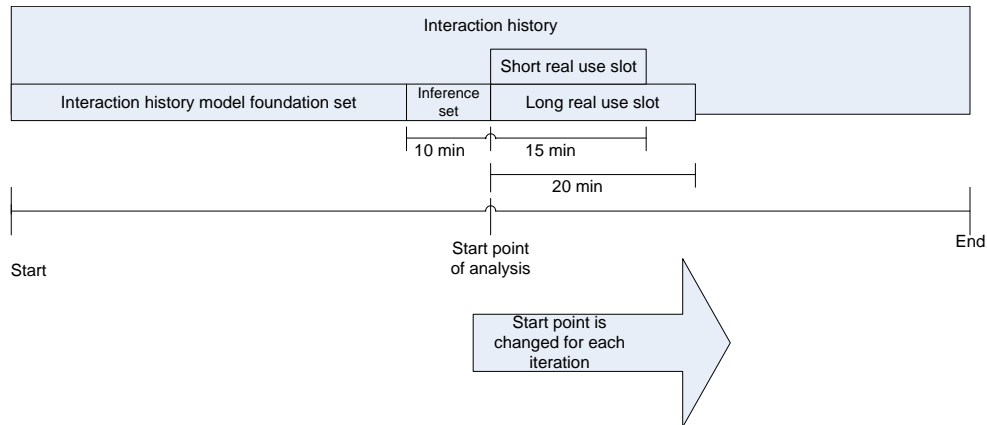 Interaction history
Short real use slot
Interaction history model foundation set
Inference
set
Long real use slot
10 min
15 min
20 min
Start
Start point
of analysis
End
Start point is
changed for each
iteration